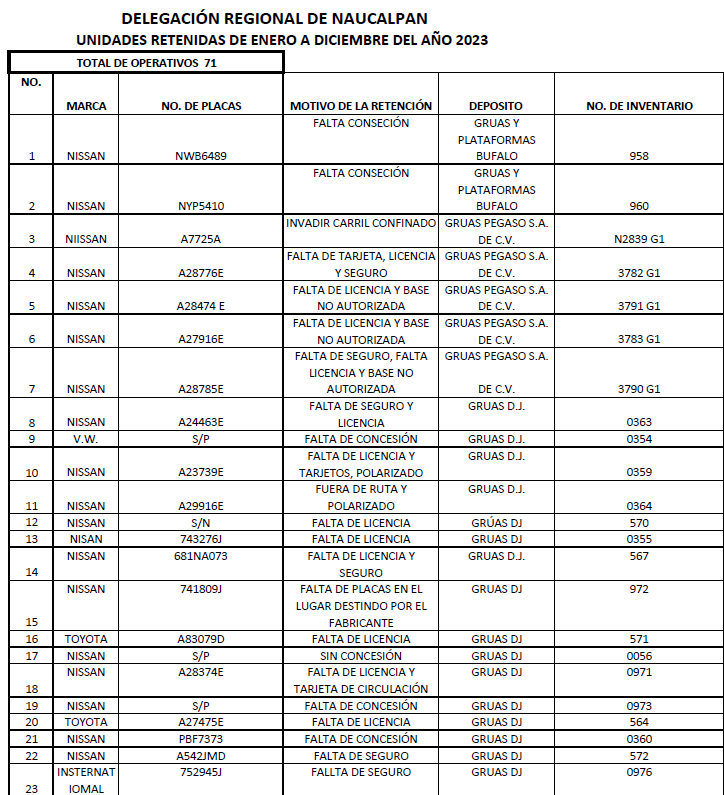 DELEGACIÓN REGIONAL DE NAUCALPAN
UNIDADES RETENIDAS DE ENERO A DICIEMBRE DEL AÑO 2023
TOTAL DE OPERATIVOS 71
NO. MARCA NO. DE PLACAS MOTIVO DE LA RETENCIÓN DEPOSITO NO. DE INVENTARIO
1 NISSAN NWB6489 FALTA CONSECIÓN GRUAS Y PLATAFORMAS BUFALO 958
2 NISSAN NYP5410 FALTA CONSECIÓN GRUAS Y PLATAFORMAS BUFALO 960
3 NIISSAN A7725A INVADIR CARRIL CONFINADO GRUAS PEGASO S.A. DE C.V. N2839 G1
4 NISSAN A28776E FALTA DE TARJETA, LICENCIA Y SEGURO GRUAS PEGASO S.A. DE C.V. 3782 G1
5 NISSAN A28474 E FALTA DE LICENCIA Y BASE NO AUTORIZADA GRUAS PEGASO S.A. DE C.V. 3791 G1
6 NISSAN A27916E FALTA DE LICENCIA Y BASE NO AUTORIZADA GRUAS PEGASO S.A. DE C.V. 3783 G1
7 NISSAN A28785E FALTA DE SEGURO, FALTA LICENCIA Y BASE NO AUTORIZADA GRUAS PEGASO S.A. DE C.V. 3790 G1
8 NISSAN A24463E FALTA DE SEGURO Y LICENCIA GRUAS D.J. 0363
9 V.W. S/P FALTA DE CONCESIÓN GRUAS D.J. 0354
10 NISSAN A23739E FALTA DE LICENCIA Y TARJETOS, POLARIZADO GRUAS D.J. 0359
11 NISSAN A29916E FUERA DE RUTA Y POLARIZADO GRUAS D.J. 0364
12 NISSAN S/N FALTA DE LICENCIA GRÚAS DJ 570
13 NISAN 743276J FALTA DE LICENCIA GRUAS DJ 0355
14 NISSAN 681NA073 FALTA DE LICENCIA Y SEGURO GRUAS D.J. 567
15 NISSAN 741809J FALTA DE PLACAS EN EL LUGAR DESTINDO POR EL FABRICANTE GRUAS DJ 972
16 TOYOTA A83079D FALTA DE LICENCIA GRUAS DJ 571
17 NISSAN S/P SIN CONCESIÓN GRUAS DJ 0056
18 NISSAN A28374E FALTA DE LICENCIA Y TARJETA DE CIRCULACIÓN GRUAS DJ 0971
19 NISSAN S/P FALTA DE CONCESIÓN GRUAS DJ 0973
20 TOYOTA A27475E FALTA DE LICENCIA GRUAS DJ 564
21 NISSAN PBF7373 FALTA DE CONCESIÓN GRUAS DJ 0360
22 NISSAN A542JMD FALTA DE SEGURO GRUAS DJ 572
23 INSTERNATIOMAL 752945J FALLTA DE SEGURO GRUAS DJ 0976